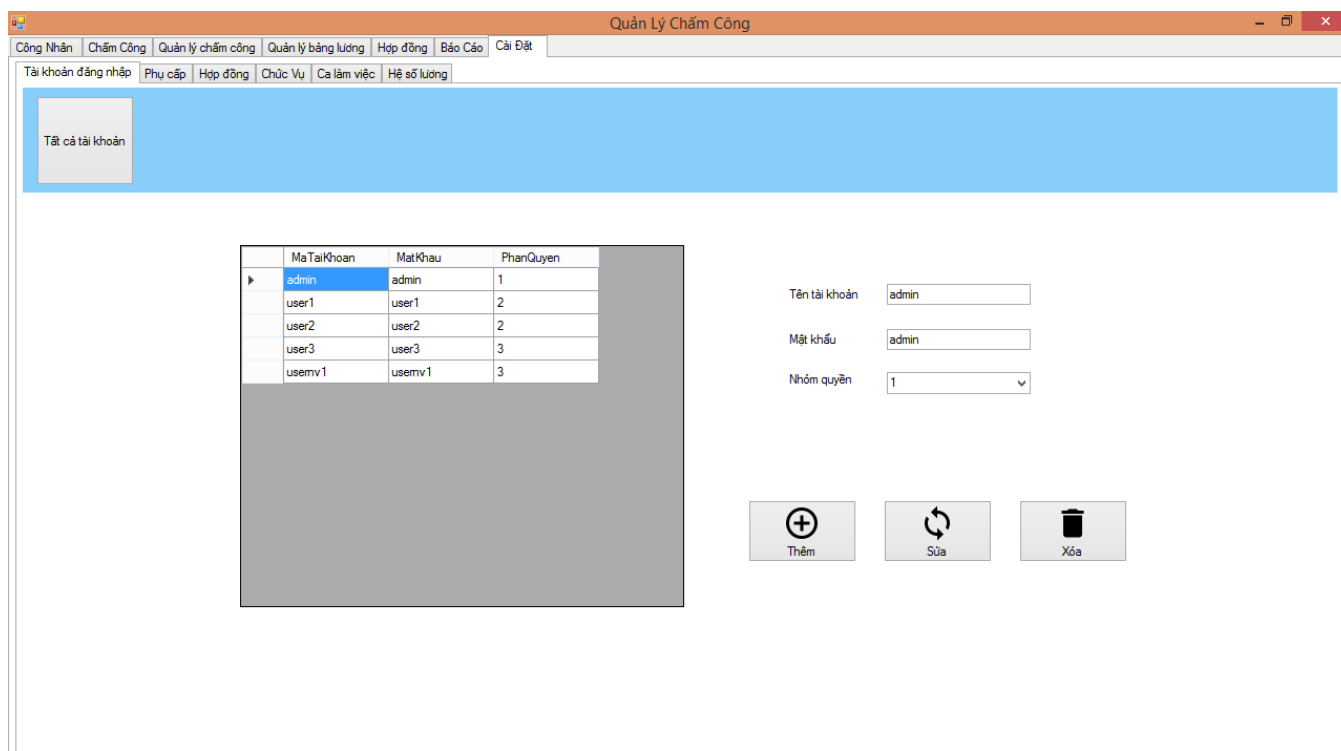 Quản Lý Chấm Công
Công Nhân Chấm Công Quản lý chấm công Quản lý bảng lương Hợp đồng Báo Cáo Cài Đặt
Tài khoản đăng nhập Phụ cấp Hợp đồng Chức Vụ Ca làm việc Hệ số lương
Tất cả tài khoản
MaTaiKhoan MatKhau PhanQuyen
admin admin 1
user1 user1 2
user2 user2 2
user3 user3 3
usernv1 usernv1 3
Tên tài khoản admin
Mật khẩu admin
Nhóm quyền 1
Thêm Sửa Xóa